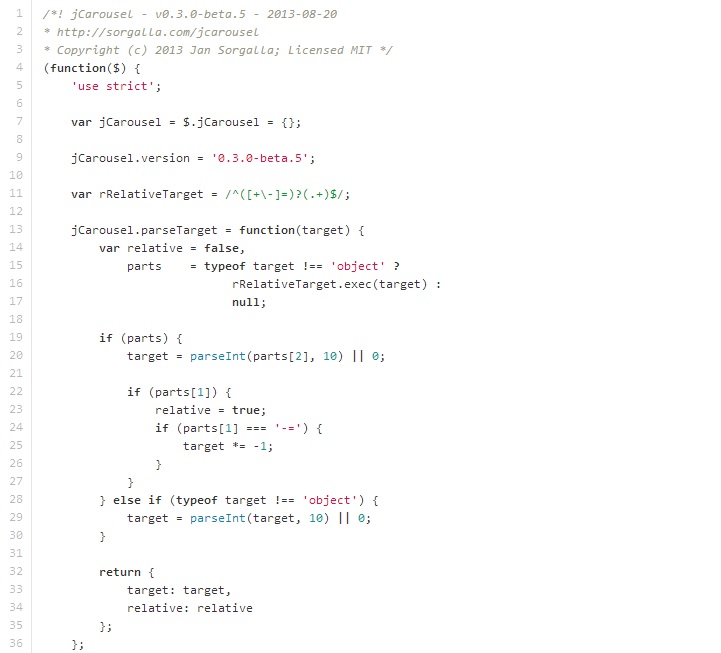 1 /*! jCarousel - v0.3.0-beta.5 - 2013-08-20
2 * http://sorgalla.com/jcarousel
3 * Copyright (c) 2013 Jan Sorgalla; Licensed MIT */
4 (function($) {
5     'use strict';
6
7     var jCarousel = $.jCarousel = {};
8
9     jCarousel.version = '0.3.0-beta.5';
10
11     var rRelativeTarget = /^([+\-]=)?(.+)$/;
12
13     jCarousel.parseTarget = function(target) {
14         var relative = false,
15             parts    = typeof target !== 'object' ?
16                            rRelativeTarget.exec(target) :
17                            null;
18
19         if (parts) {
20             target = parseInt(parts[2], 10) || 0;
21
22             if (parts[1]) {
23                 relative = true;
24                 if (parts[1] === '-=') {
25                     target *= -1;
26                 }
27             }
28         } else if (typeof target !== 'object') {
29             target = parseInt(target, 10) || 0;
30         }
31
32         return {
33             target: target,
34             relative: relative
35         };
36     };